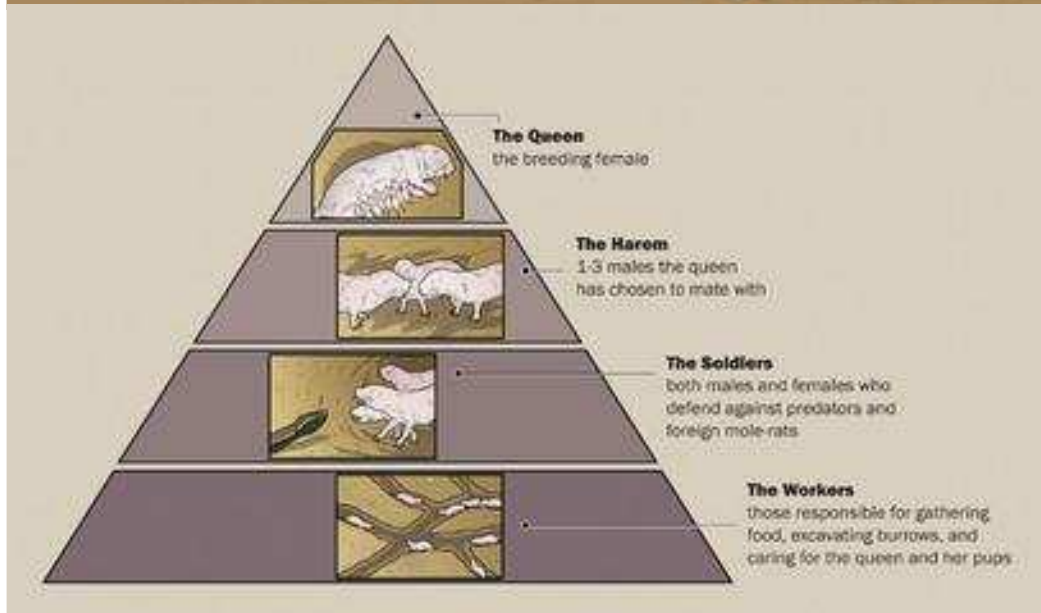 The Queen
the breeding female
The Harem
1-3 males the queen
has chosen to mate with
The Soldiers
both males and females who
defend against predators and
foreign mole-rats
The Workers
those responsible for gathering
food, excavating burrows, and
caring for the queen and her pups